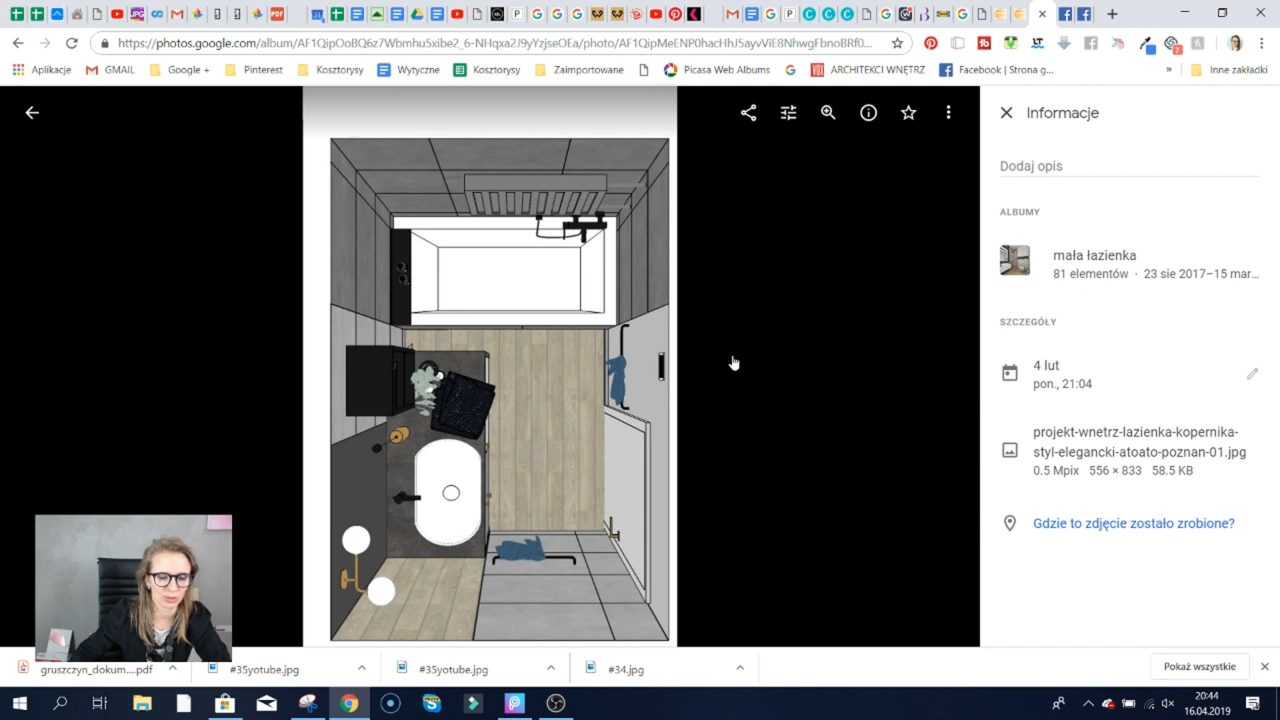 https://photos.google.com/album/AF1QipOoBQ6z7Wbmhu5xibe2_6-NHqxa2J9yYzjseOEa/photo/AF1QipMeENP0hacHhJ5ayvViE8NhwgFbnoBRf0...
Aplikacje GMAIL Google + Pinterest Kosztorysy Wytyczne Kosztorysy Zaimportowane Picasa Web Albums ARCHITEKCI WNĘTRZ Facebook | Strona g... » Inne zakładki
Informacje
Dodaj opis
ALBUMY
mała łazienka
81 elementów · 23 sie 2017–15 mar...
SZCZEGÓŁY
4 lut
pon., 21:04
projekt-wnetrz-lazienka-kopernika-
styl-elegancki-atoato-poznan-01.jpg
0.5 Mpix 556 × 833 58.5 KB
Gdzie to zdjęcie zostało zrobione?
gruszczyn_dokum....pdf #35yotube.jpg #35yotube.jpg #34.jpg Pokaż wszystkie
20:44
16.04.2019